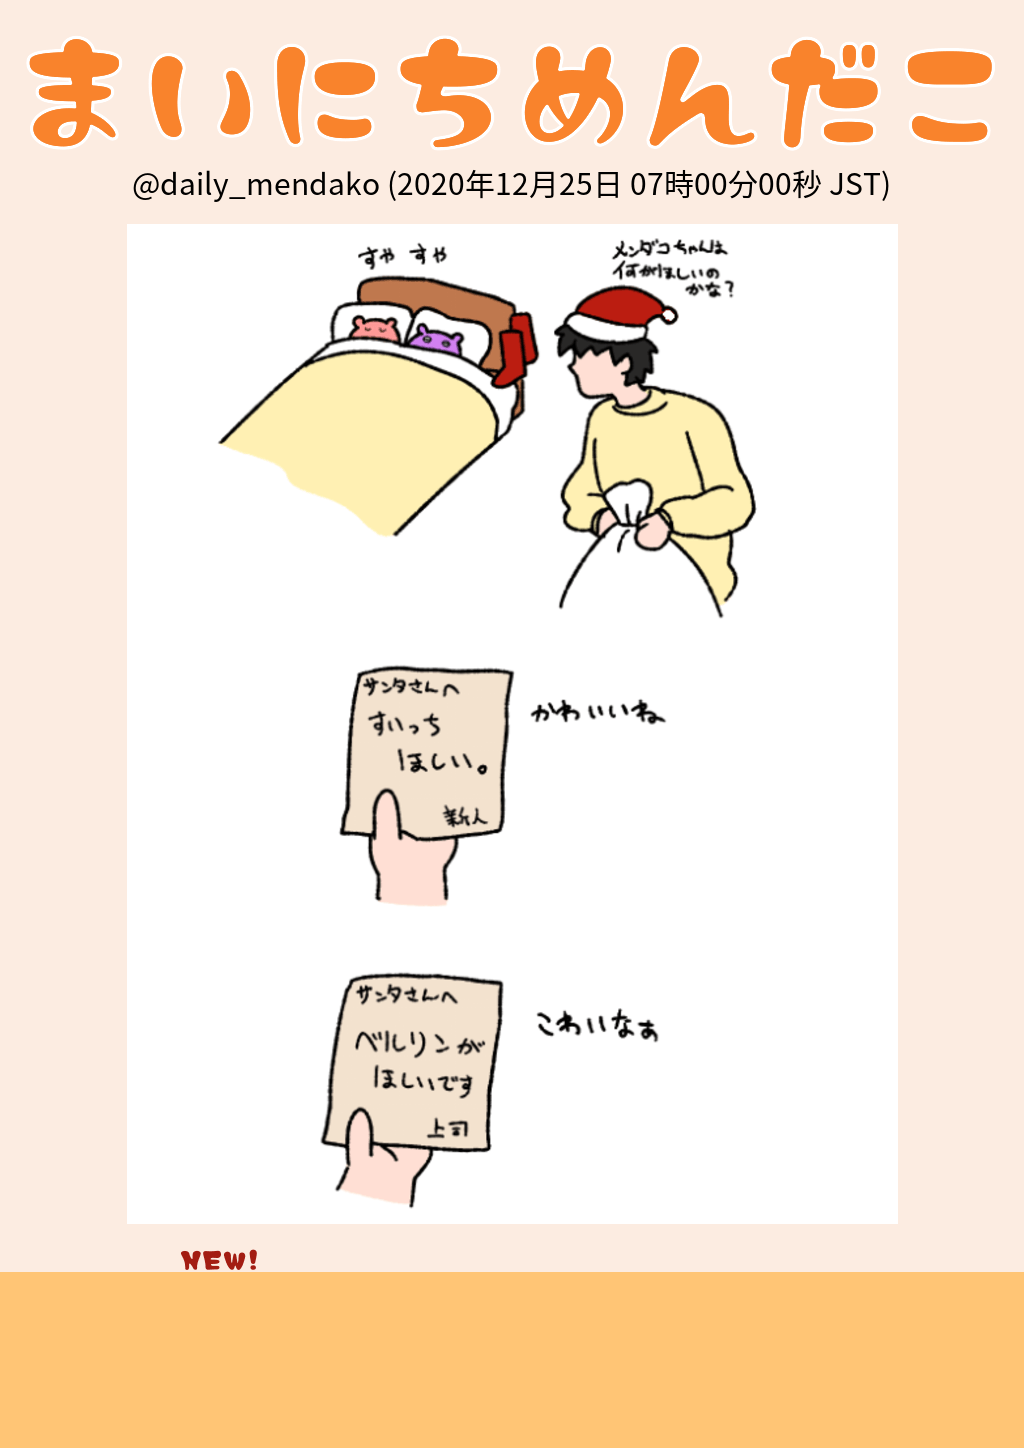 まいにちめんだこ
@daily_mendako (2020年12月25日 07時00分00秒 JST)
すや すや
メンダコちゃんは
何がほしいの
かな？
サンタさんへ
すいっち
ほしい。
新人
かわいいね
サンタさんへ
ベルリンが
ほしいです
上司
こわいなぁ
NEW!